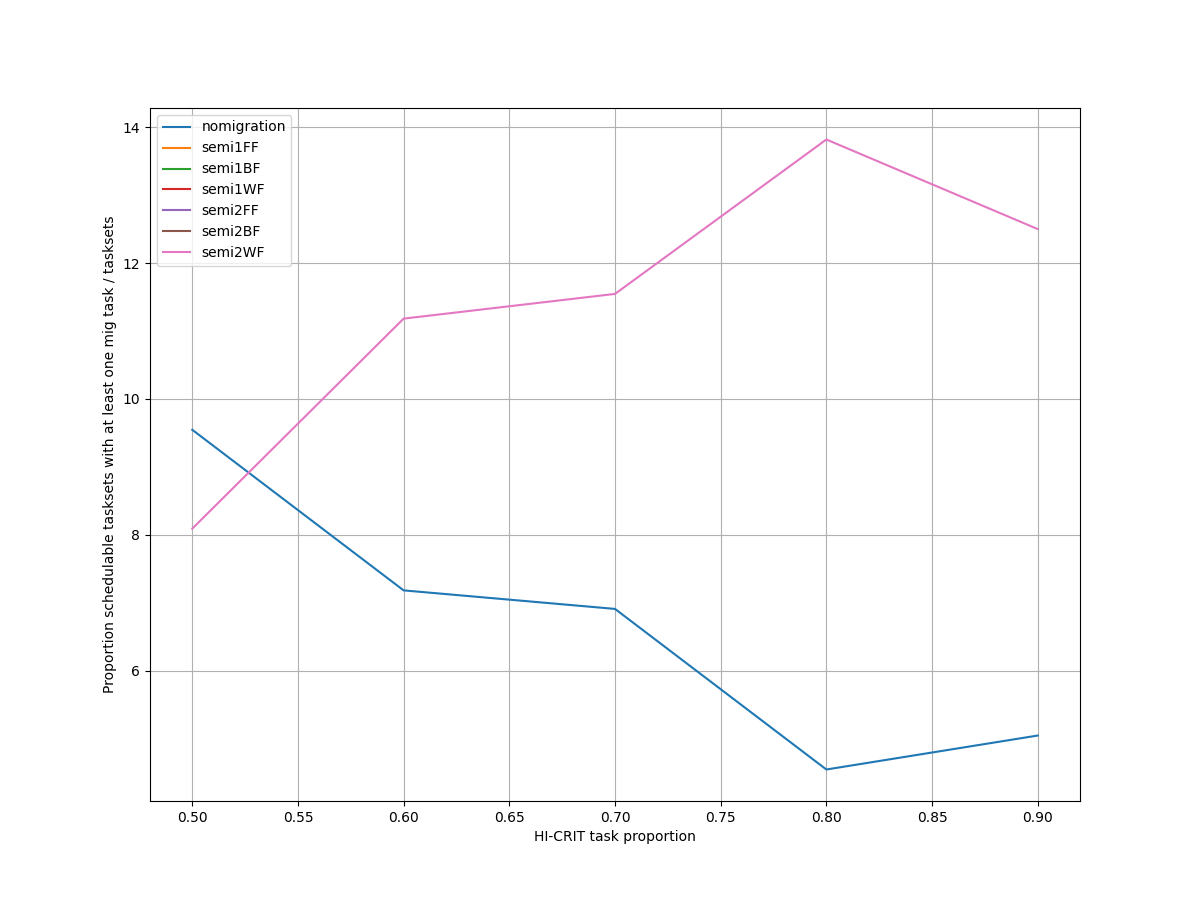 nomigration
semi1FF
semi1BF
semi1WF
semi2FF
semi2BF
semi2WF
Proportion schedulable tasksets with at least one mig task / tasksets
14
12
10
8
6
0.50 0.55 0.60 0.65 0.70 0.75 0.80 0.85 0.90
HI-CRIT task proportion